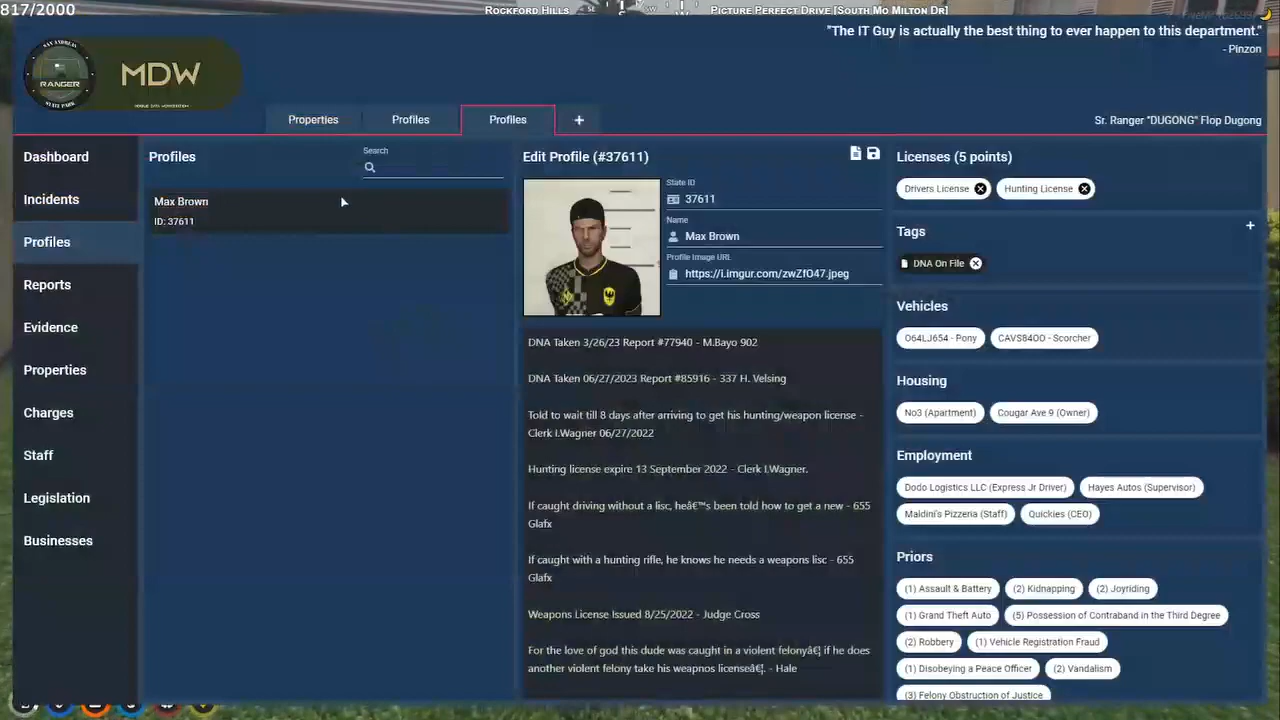 817/2000
Rockford Hills
Picture Perfect Drive [South Mo Milton Dr]
"The IT Guy is actually the best thing to ever happen to this department."
- Pinzon
SAN ANDREAS
RANGER
STATE PARK
MDW
Properties
Profiles
Profiles
+
Sr. Ranger "DUGONG" Flop Dugong
Dashboard
Incidents
Profiles
Reports
Evidence
Properties
Charges
Staff
Legislation
Businesses
Profiles
Search
Max Brown
ID: 37611
Edit Profile (#37611)
State ID
37611
Name
Max Brown
Profile Image URL
https://i.imgur.com/zwZfO47.jpeg
DNA Taken 3/26/23 Report #77940 - M.Bayo 902
DNA Taken 06/27/2023 Report #85916 - 337 H. Velsing
Told to wait till 8 days after arriving to get his hunting/weapon license -
Clerk I.Wagner 06/27/2022
Hunting license expire 13 September 2022 - Clerk I.Wagner.
If caught driving without a lisc, heâ€™s been told how to get a new - 655
Glafx
If caught with a hunting rifle, he knows he needs a weapons lisc - 655
Glafx
Weapons License Issued 8/25/2022 - Judge Cross
For the love of god this dude was caught in a violent felonyâ€¦ if he does
another violent felony take his weapnos licenseâ€¦. - Hale
Licenses (5 points)
Drivers License
Hunting License
Tags
+
DNA On File
Vehicles
O64LJ654 - Pony
CAVS84OO - Scorcher
Housing
No3 (Apartment)
Cougar Ave 9 (Owner)
Employment
Dodo Logistics LLC (Express Jr Driver)
Hayes Autos (Supervisor)
Maldini's Pizzeria (Staff)
Quickies (CEO)
Priors
(1) Assault & Battery
(2) Kidnapping
(2) Joyriding
(1) Grand Theft Auto
(5) Possession of Contraband in the Third Degree
(2) Robbery
(1) Vehicle Registration Fraud
(1) Disobeying a Peace Officer
(2) Vandalism
(3) Felony Obstruction of Justice